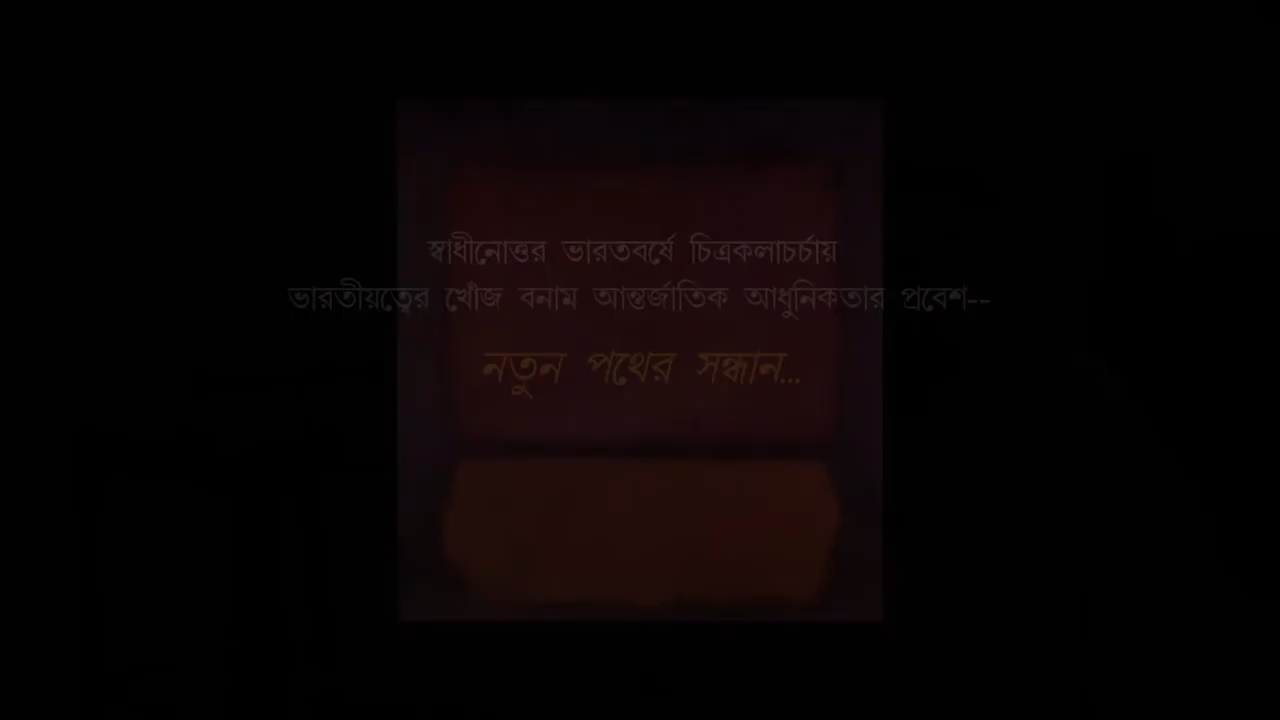 স্বাধীনোত্তর ভারতবর্ষে চিত্রকলাচর্চায়
ভারতীয়ত্বের খোঁজ বনাম আন্তর্জাতিক আধুনিকতার প্রবেশ--
নতুন পথের সন্ধান...